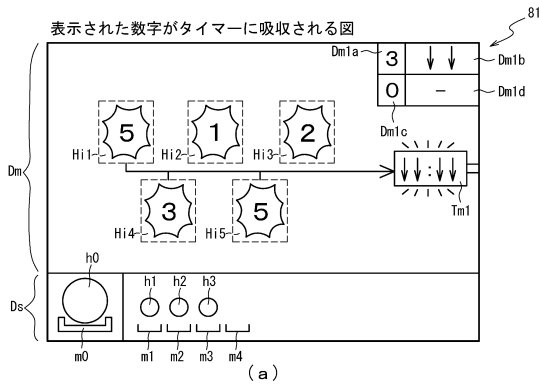 表示された数字がタイマーに吸収される図
81
Dm1a
3
↓↓
Dm1b
0
-
Dm1d
Dm1c
5
1
2
Hi1
Hi2
Hi3
Dm
↓↓:↓↓
Tm1
3
5
Hi4
Hi5
h0
Ds
h1 h2 h3
m0
m1 m2 m3 m4
(a)